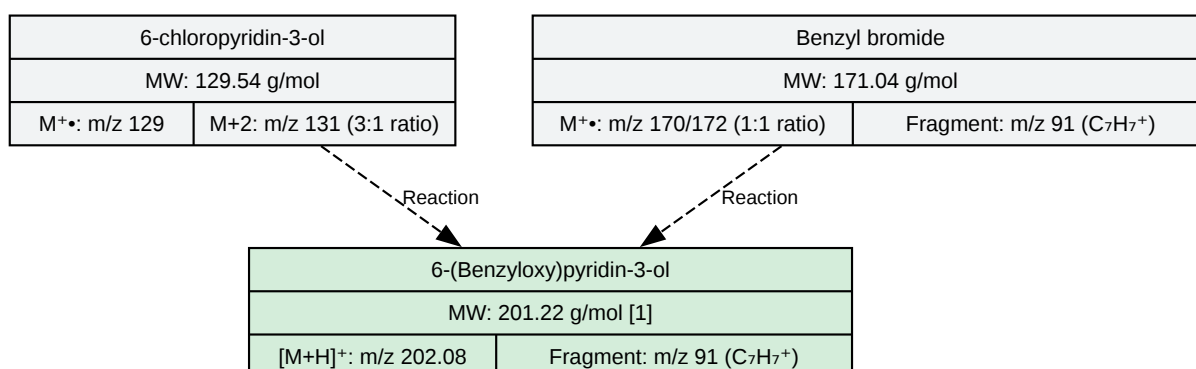 6-chloropyridin-3-ol
MW: 129.54 g/mol
M⁺•: m/z 129
M+2: m/z 131 (3:1 ratio)
Benzyl bromide
MW: 171.04 g/mol
M⁺•: m/z 170/172 (1:1 ratio)
Fragment: m/z 91 (C₇H₇⁺)
Reaction
Reaction
6-(Benzyloxy)pyridin-3-ol
MW: 201.22 g/mol [1]
[M+H]⁺: m/z 202.08
Fragment: m/z 91 (C₇H₇⁺)